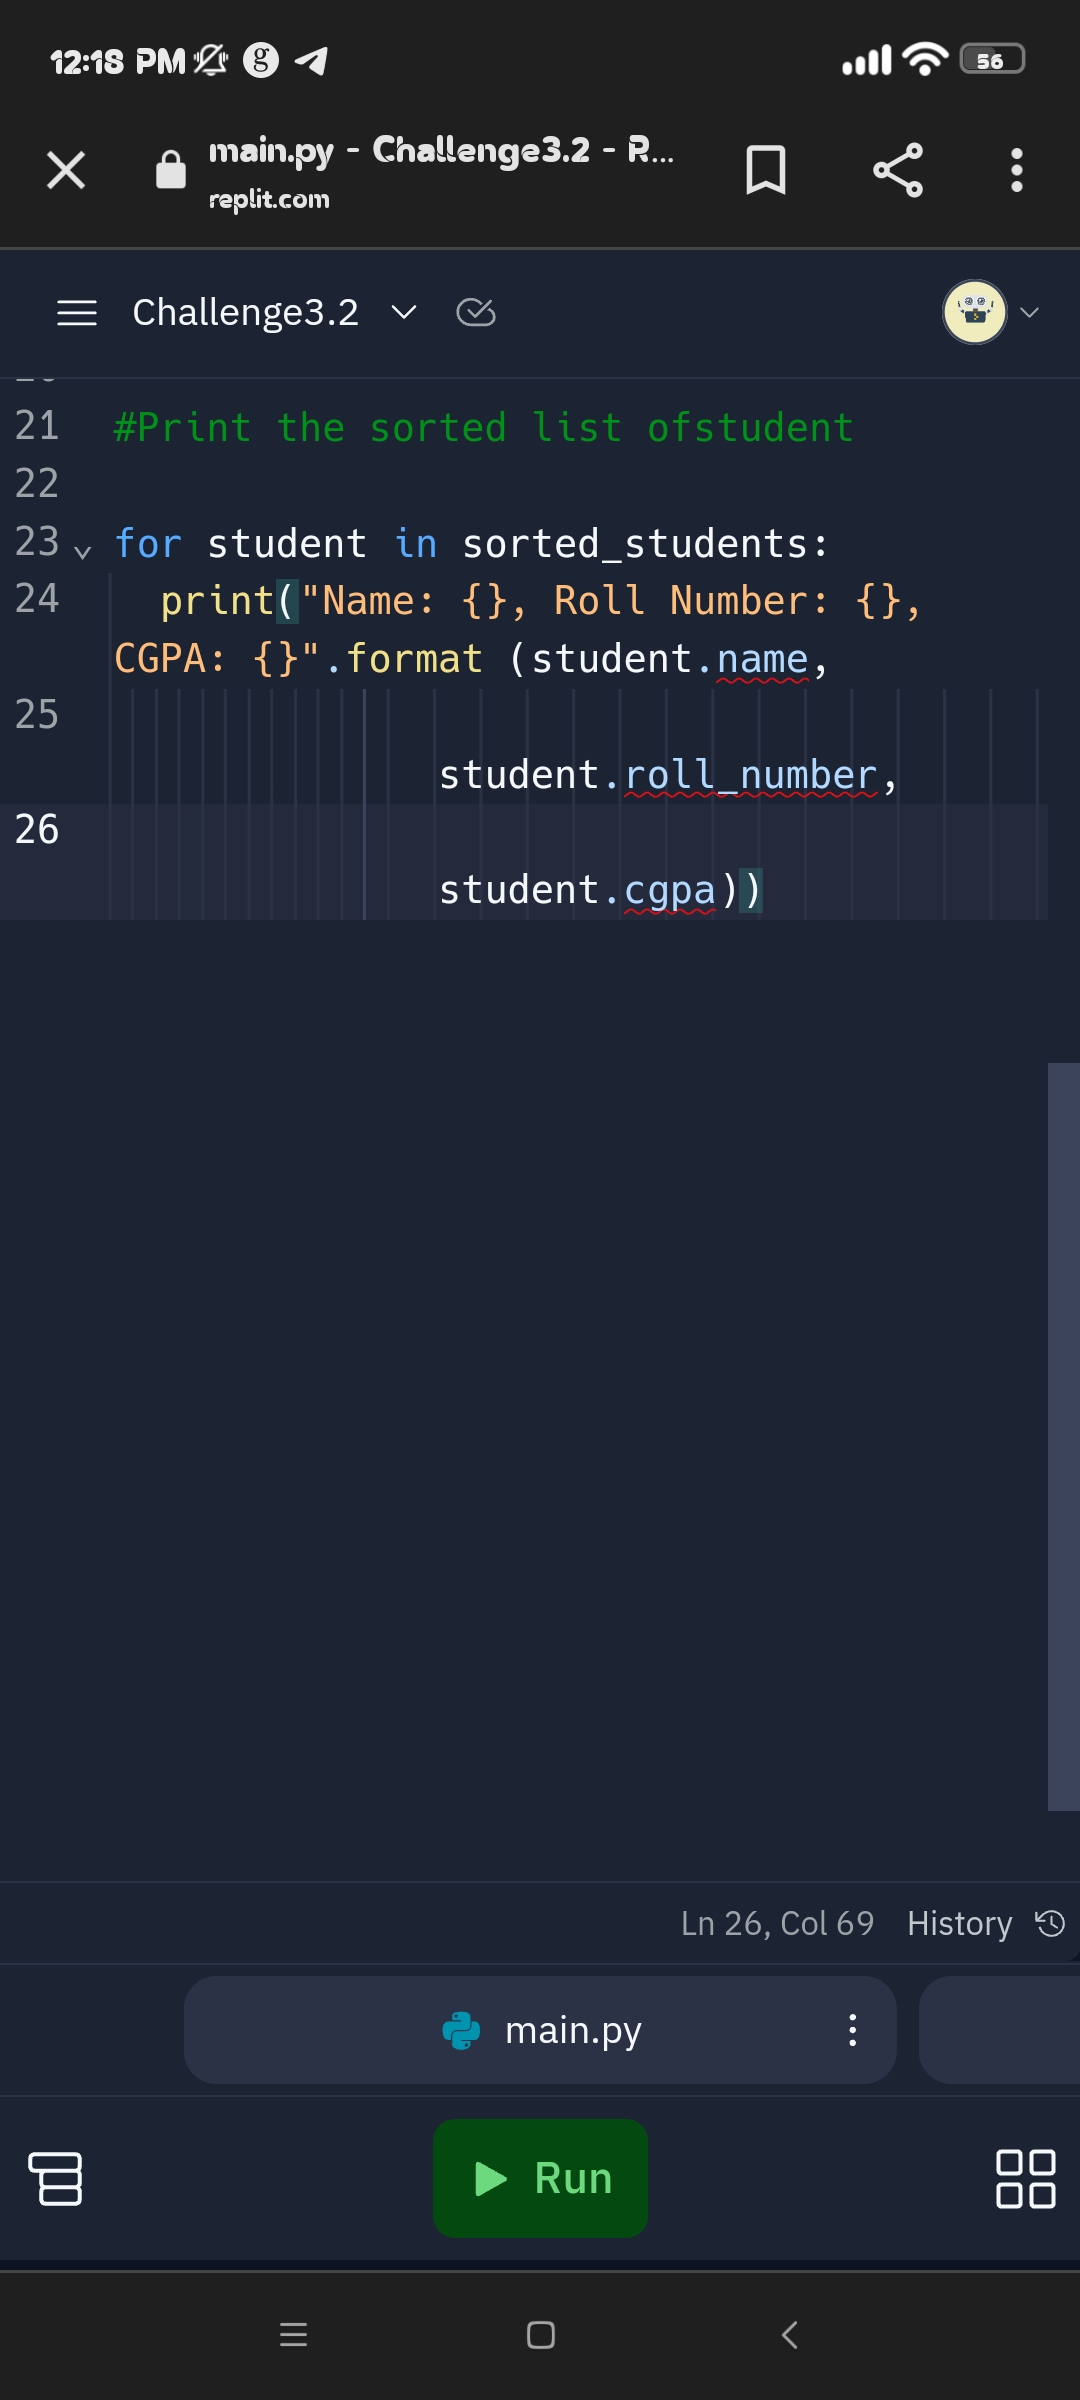 12:18 PM g 56
main.py - Challenge3.2 - R...
replit.com
Challenge3.2
21 #Print the sorted list ofstudent
22
23 for student in sorted_students:
24 print("Name: {}, Roll Number: {},
CGPA: {}".format (student.name,
25
student.roll_number,
26
student.cgpa))
Ln 26, Col 69 History
main.py
Run